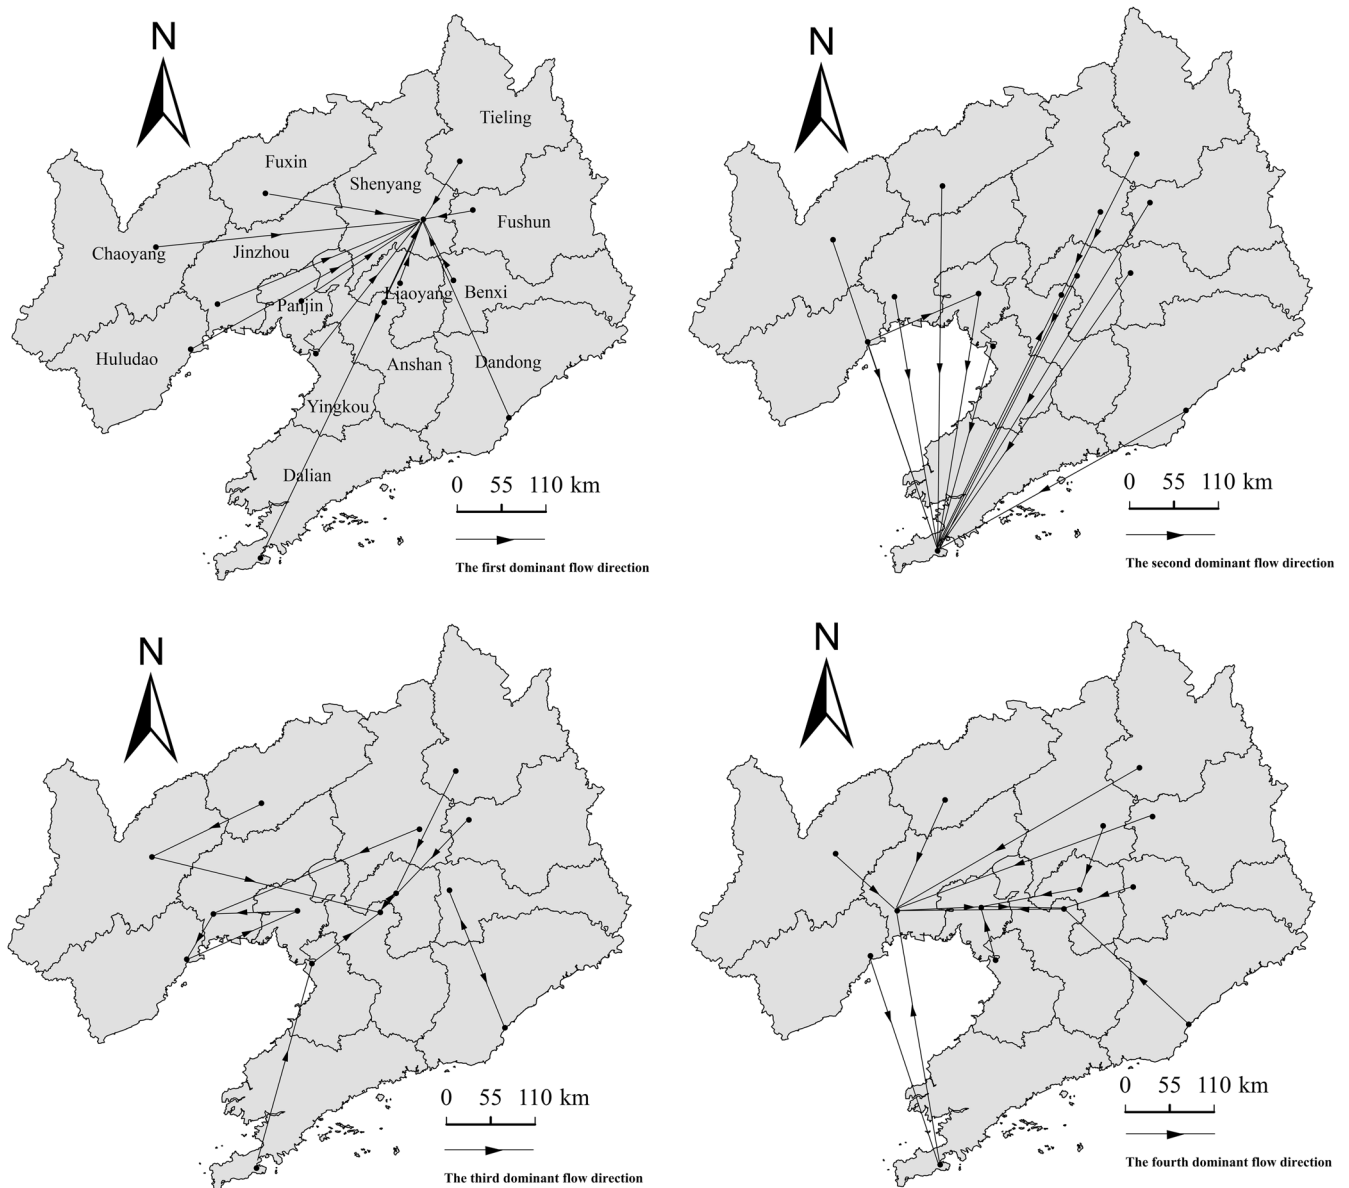 N
Tieling
Fuxin
Shenyang
Fushun
Chaoyang
Jinzhou
Liaoyang
Benxi
Panjin
Huludao
Anshan
Dandong
Yingkou
Dalian
0 55 110 km
The first dominant flow direction
N
0 55 110 km
The second dominant flow direction
N
0 55 110 km
The third dominant flow direction
N
0 55 110 km
The fourth dominant flow direction